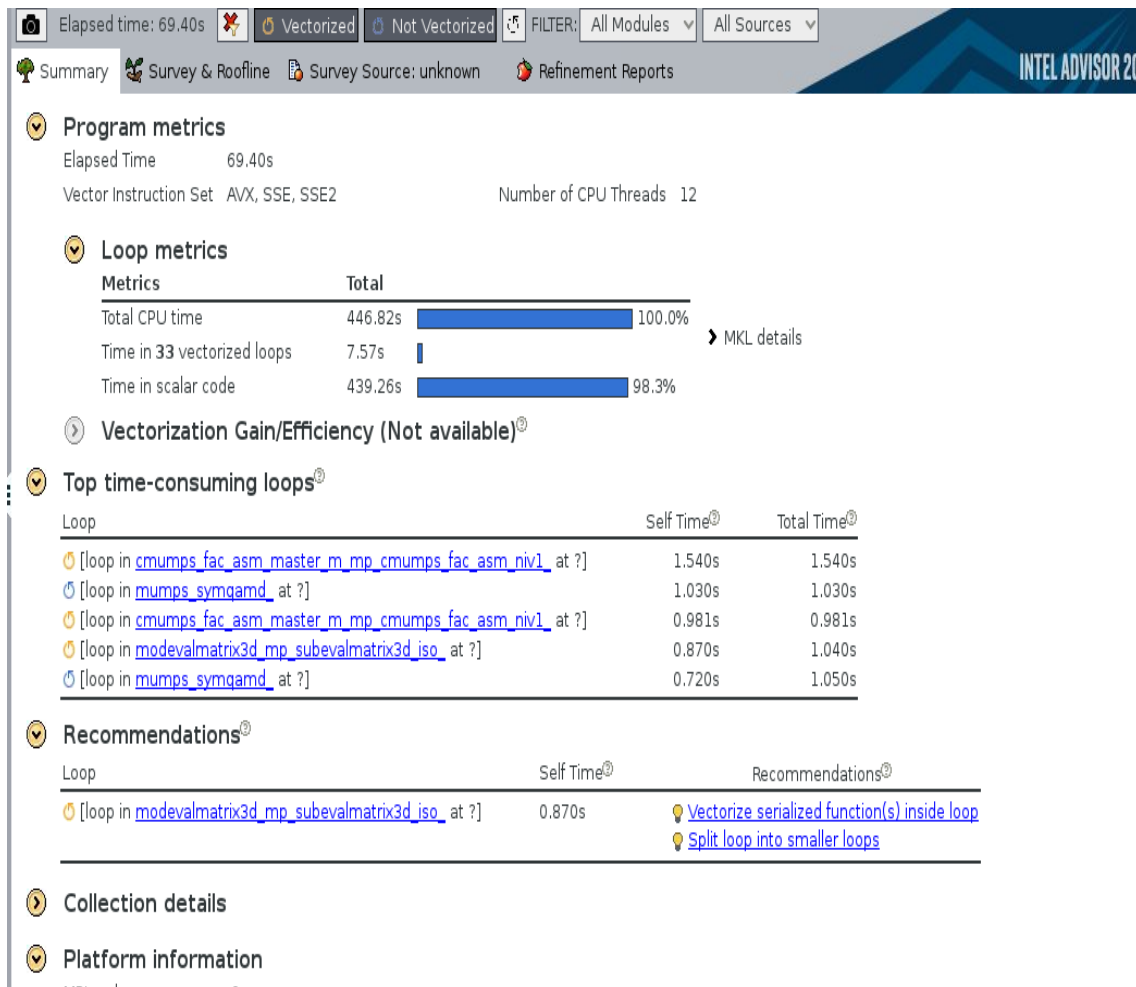 Elapsed time: 69.40s Vectorized Not Vectorized FILTER: All Modules All Sources
Summary Survey & Roofline Survey Source: unknown Refinement Reports INTEL ADVISOR 20
Program metrics
Elapsed Time 69.40s
Vector Instruction Set AVX, SSE, SSE2 Number of CPU Threads 12
Loop metrics
Metrics Total
Total CPU time 446.82s 100.0%
MKL details
Time in 33 vectorized loops 7.57s
Time in scalar code 439.26s 98.3%
Vectorization Gain/Efficiency (Not available)
Top time-consuming loops
Loop Self Time Total Time
[loop in cmumps_fac_asm_master_m_mp_cmumps_fac_asm_niv1_ at ?] 1.540s 1.540s
[loop in mumps_symqamd_ at ?] 1.030s 1.030s
[loop in cmumps_fac_asm_master_m_mp_cmumps_fac_asm_niv1_ at ?] 0.981s 0.981s
[loop in modevalmatrix3d_mp_subevalmatrix3d_iso_ at ?] 0.870s 1.040s
[loop in mumps_symqamd_ at ?] 0.720s 1.050s
Recommendations
Loop Self Time Recommendations
[loop in modevalmatrix3d_mp_subevalmatrix3d_iso_ at ?] 0.870s Vectorize serialized function(s) inside loop
Split loop into smaller loops
Collection details
Platform information